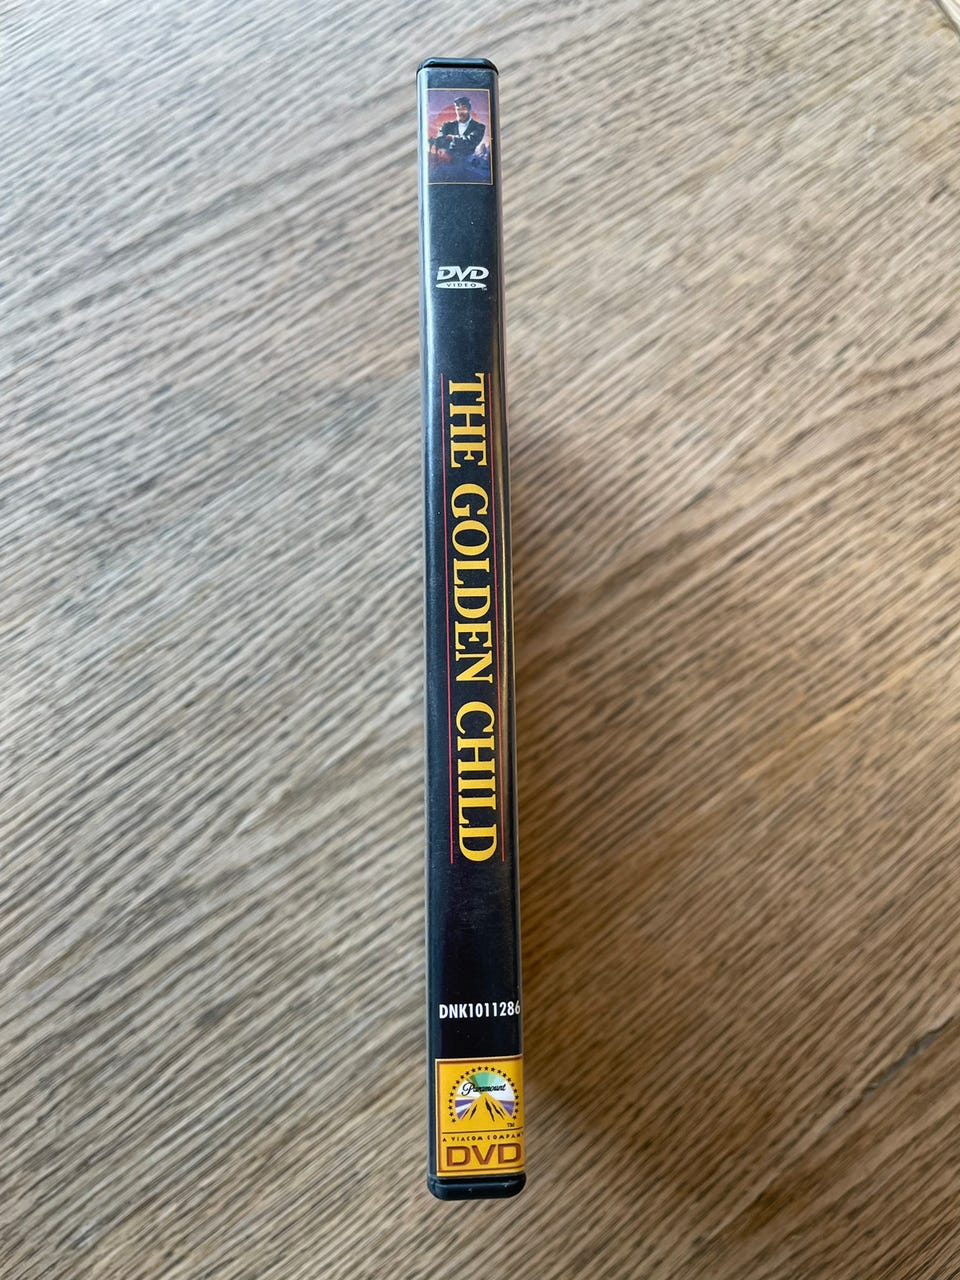 DVD
VIDEO
THE GOLDEN CHILD
DNK1011286
Paramount
TM
A VIACOM COMPANY
DVD